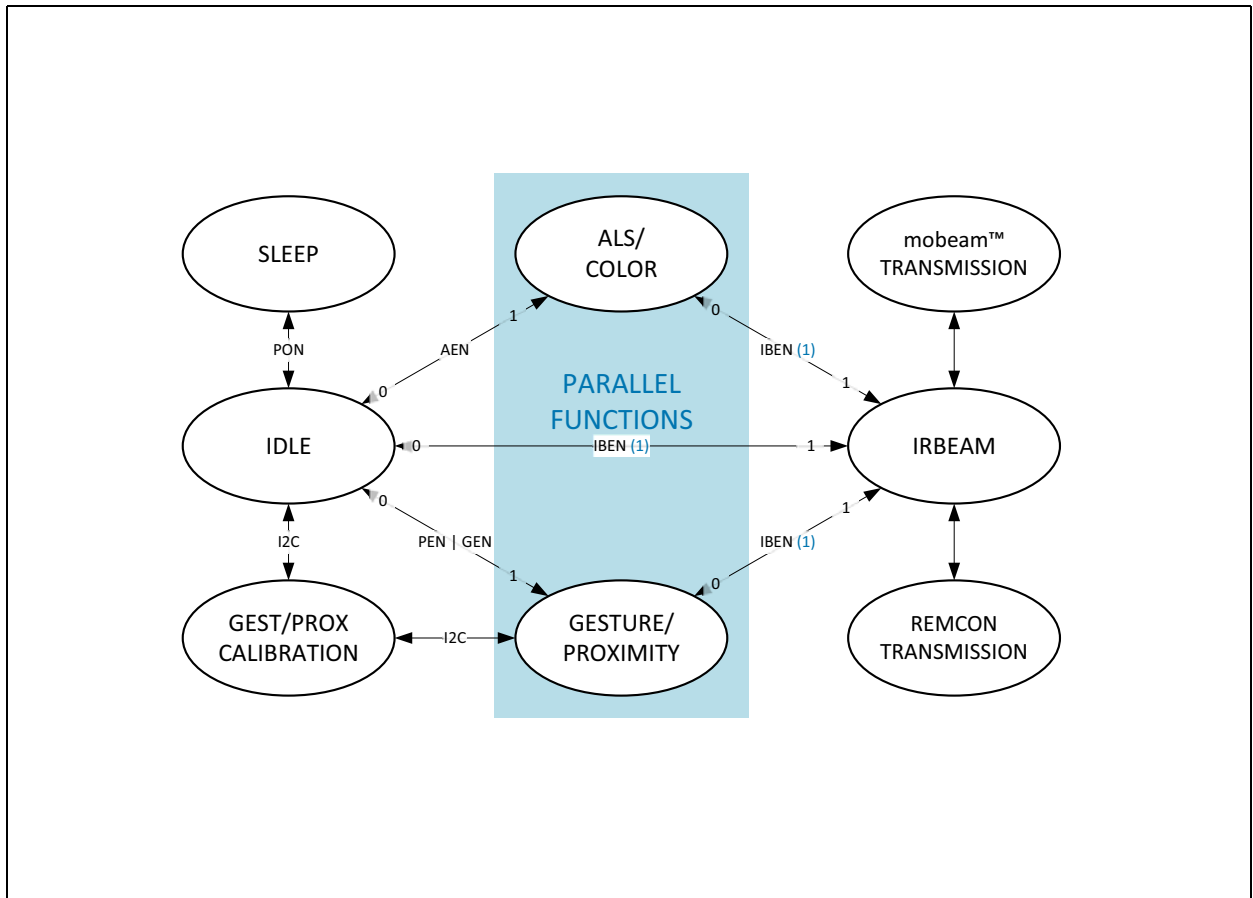 SLEEP
ALS/
COLOR
mobeam™
TRANSMISSION
1
0
PON
AEN
IBEN (1)
0
1
PARALLEL
FUNCTIONS
IDLE
0
IBEN (1)
1
IRBEAM
0
1
I2C
PEN | GEN
IBEN (1)
1
0
GEST/PROX
CALIBRATION
I2C
GESTURE/
PROXIMITY
REMCON
TRANSMISSION